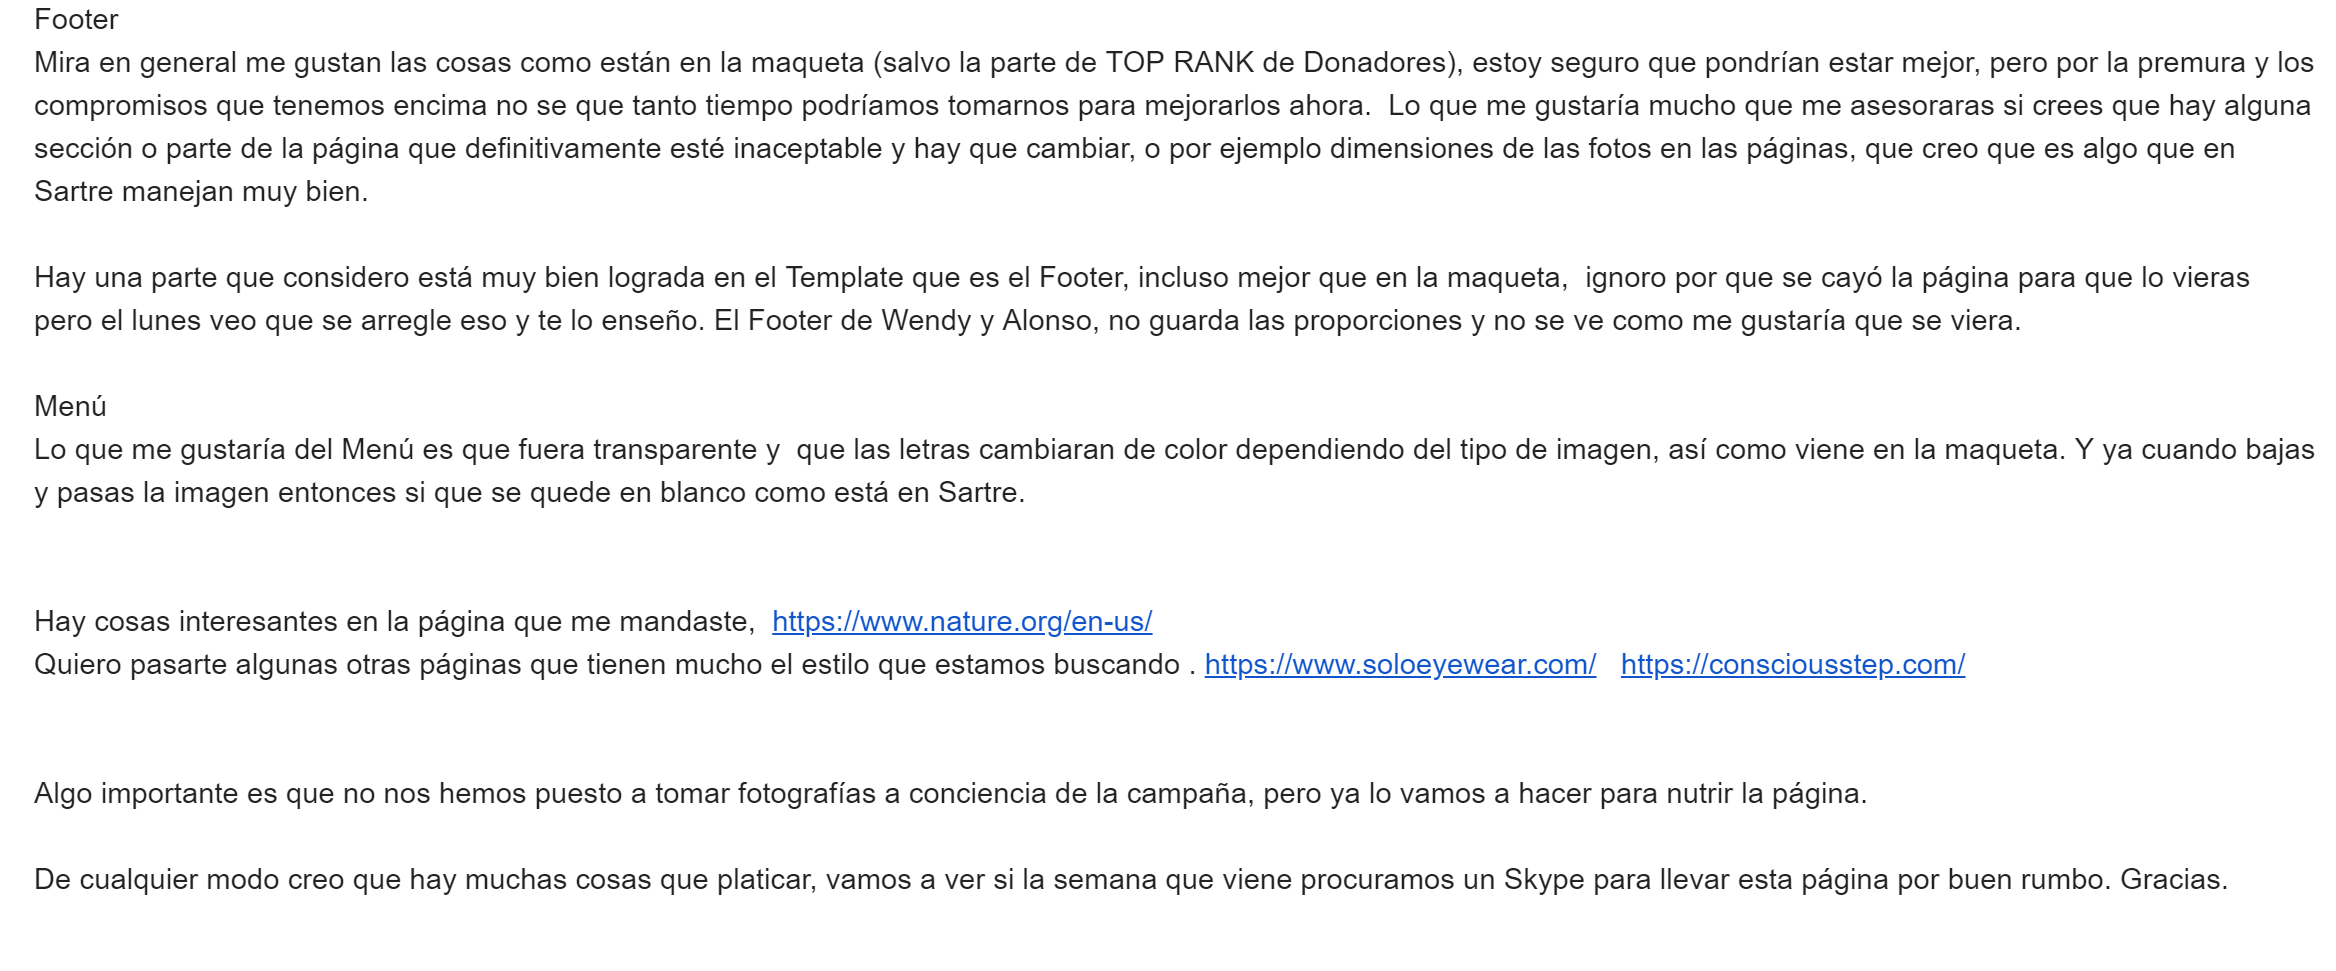 Footer
Mira en general me gustan las cosas como están en la maqueta (salvo la parte de TOP RANK de Donadores), estoy seguro que pondrían estar mejor, pero por la premura y los
compromisos que tenemos encima no se que tanto tiempo podríamos tomarnos para mejorarlos ahora.  Lo que me gustaría mucho que me asesoraras si crees que hay alguna
sección o parte de la página que definitivamente esté inaceptable y hay que cambiar, o por ejemplo dimensiones de las fotos en las páginas, que creo que es algo que en
Sartre manejan muy bien.
Hay una parte que considero está muy bien lograda en el Template que es el Footer, incluso mejor que en la maqueta,  ignoro por que se cayó la página para que lo vieras
pero el lunes veo que se arregle eso y te lo enseño. El Footer de Wendy y Alonso, no guarda las proporciones y no se ve como me gustaría que se viera.
Menú
Lo que me gustaría del Menú es que fuera transparente y  que las letras cambiaran de color dependiendo del tipo de imagen, así como viene en la maqueta. Y ya cuando bajas
y pasas la imagen entonces si que se quede en blanco como está en Sartre.
Hay cosas interesantes en la página que me mandaste,  https://www.nature.org/en-us/
Quiero pasarte algunas otras páginas que tienen mucho el estilo que estamos buscando . https://www.soloeyewear.com/   https://consciousstep.com/
Algo importante es que no nos hemos puesto a tomar fotografías a conciencia de la campaña, pero ya lo vamos a hacer para nutrir la página.
De cualquier modo creo que hay muchas cosas que platicar, vamos a ver si la semana que viene procuramos un Skype para llevar esta página por buen rumbo. Gracias.